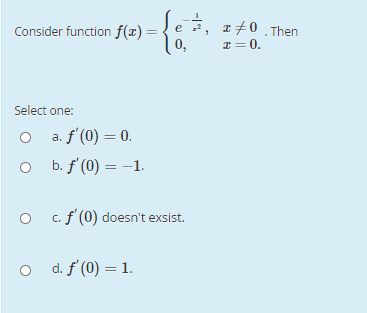 Consider function f(x) = { e^{-1/x²}, x ≠ 0 . Then
0, x = 0.
Select one:
a. f′(0) = 0.
b. f′(0) = −1.
c. f′(0) doesn't exsist.
d. f′(0) = 1.